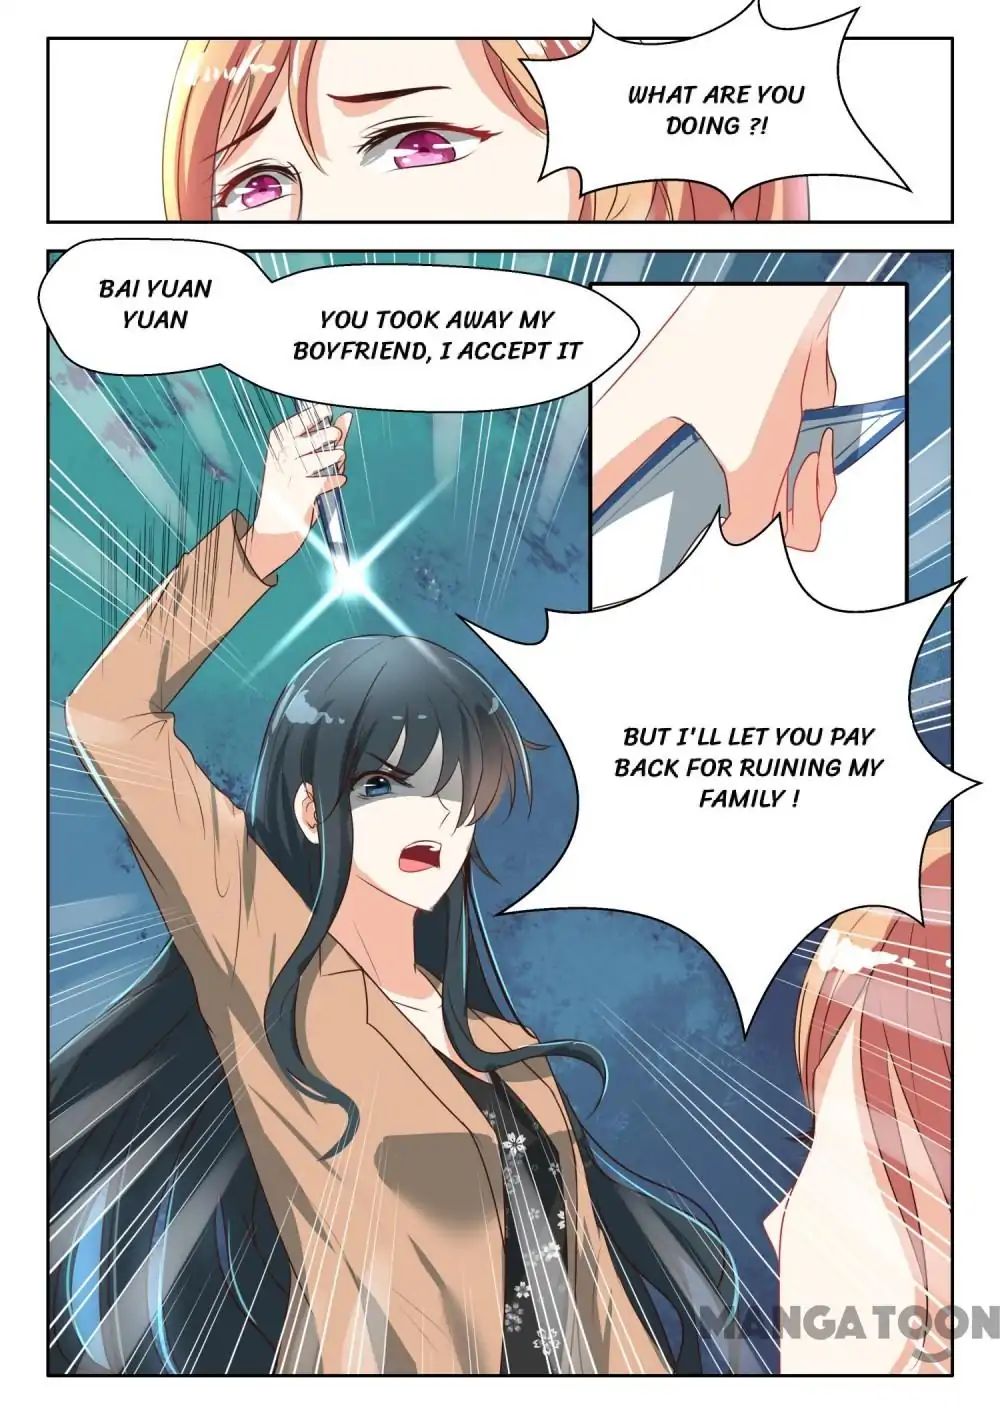 WHAT ARE YOU
DOING ?!
BAI YUAN
YUAN
YOU TOOK AWAY MY
BOYFRIEND, I ACCEPT IT
BUT I'LL LET YOU PAY
BACK FOR RUINING MY
FAMILY !
MANGATOON